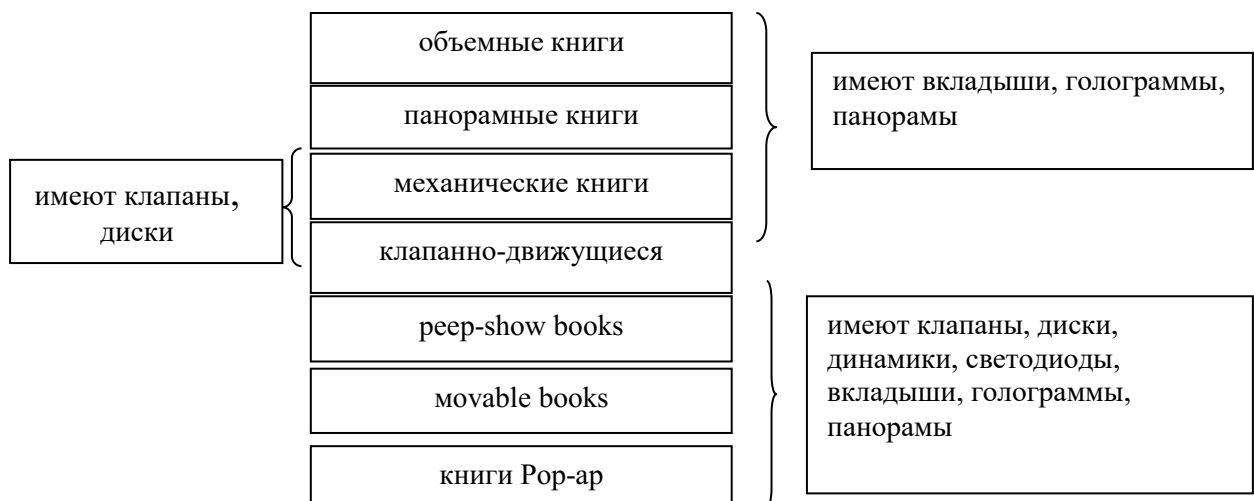 объемные книги
панорамные книги
механические книги
клапанно-движущиеся
peep-show books
мovable books
книги Pop-ap
имеют клапаны,
диски
имеют вкладыши, голограммы,
панорамы
имеют клапаны, диски,
динамики, светодиоды,
вкладыши, голограммы,
панорамы